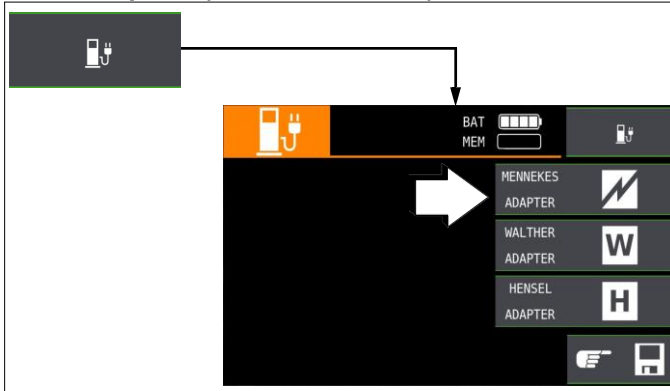 BAT
MEM
MENNEKES
ADAPTER
WALTHER
ADAPTER
W
HENSEL
ADAPTER
H